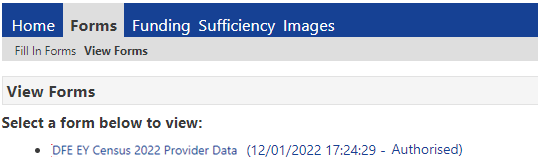 Home Forms Funding Sufficiency Images
Fill In Forms View Forms
View Forms
Select a form below to view:
• DFE EY Census 2022 Provider Data (12/01/2022 17:24:29 - Authorised)